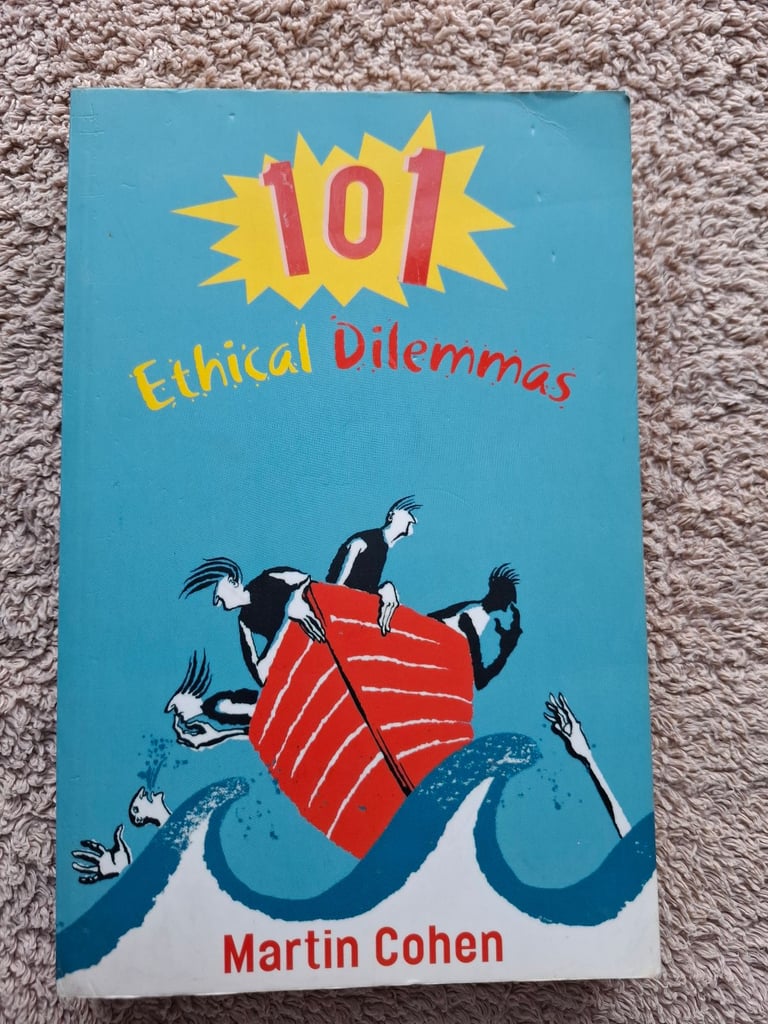 101
Ethical Dilemmas
Martin Cohen